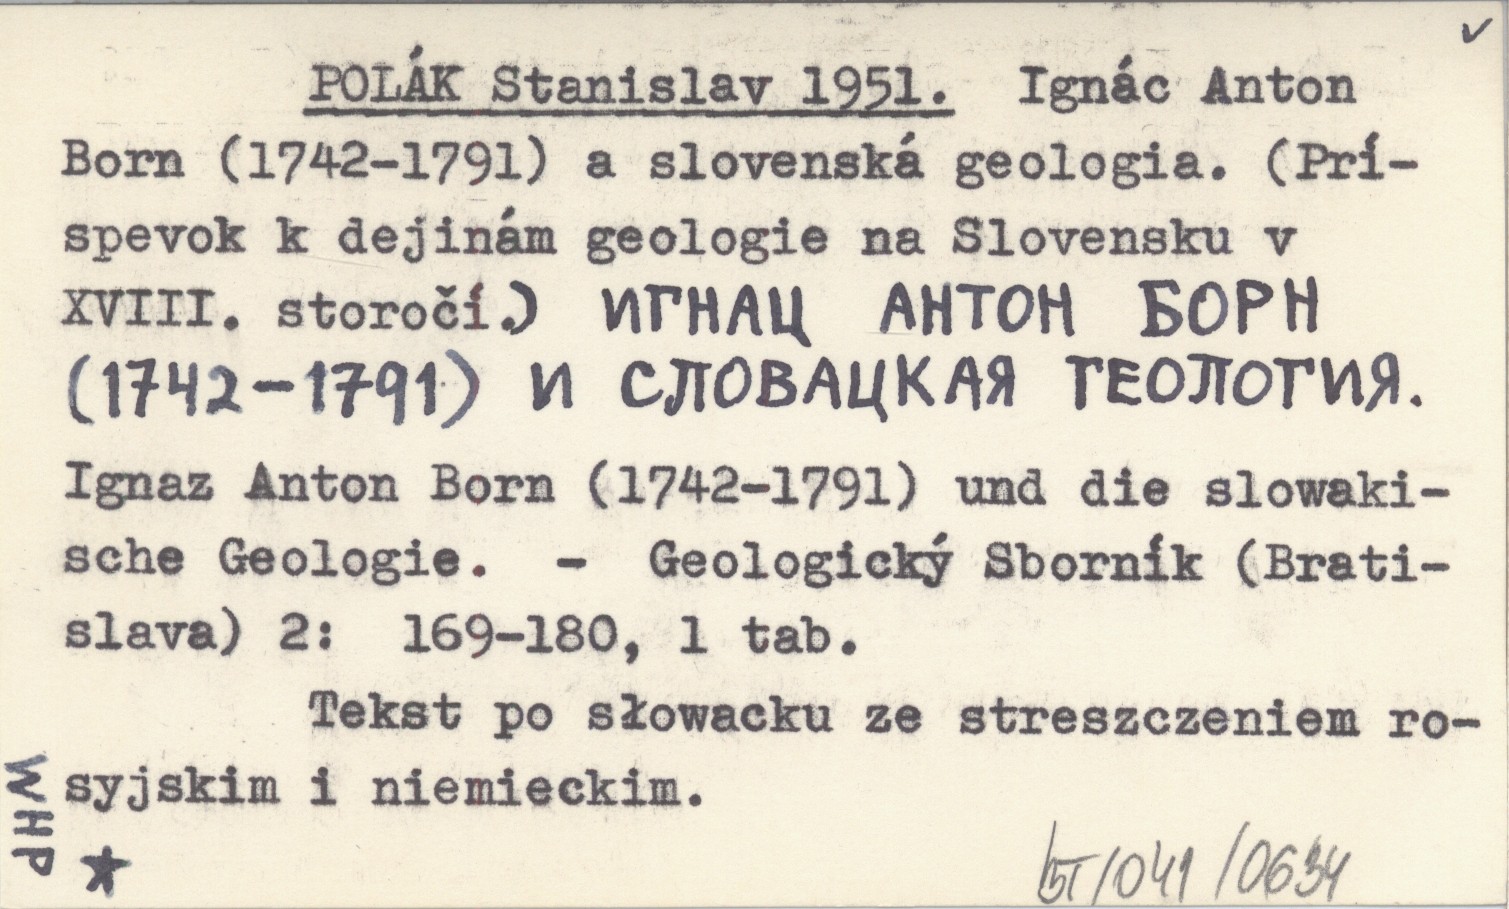 ✓
POLÁK Stanislav 1951. Ignác Anton
Born (1742-1791) a slovenská geologia. (Prí-
spevok k dejinám geologie na Slovensku v
XVIII. storočí.) ИГНАЦ АНТОН БОРН
(1742-1791) И СЛОВАЦКАЯ ГЕОЛОГИЯ.
Ignaz Anton Born (1742-1791) und die slowaki-
sche Geologie. - Geologický Sborník (Brati-
slava) 2: 169-180, 1 tab.
Tekst po słowacku ze streszczeniem ro-
syjskim i niemieckim.
WHP
★
/041/0634